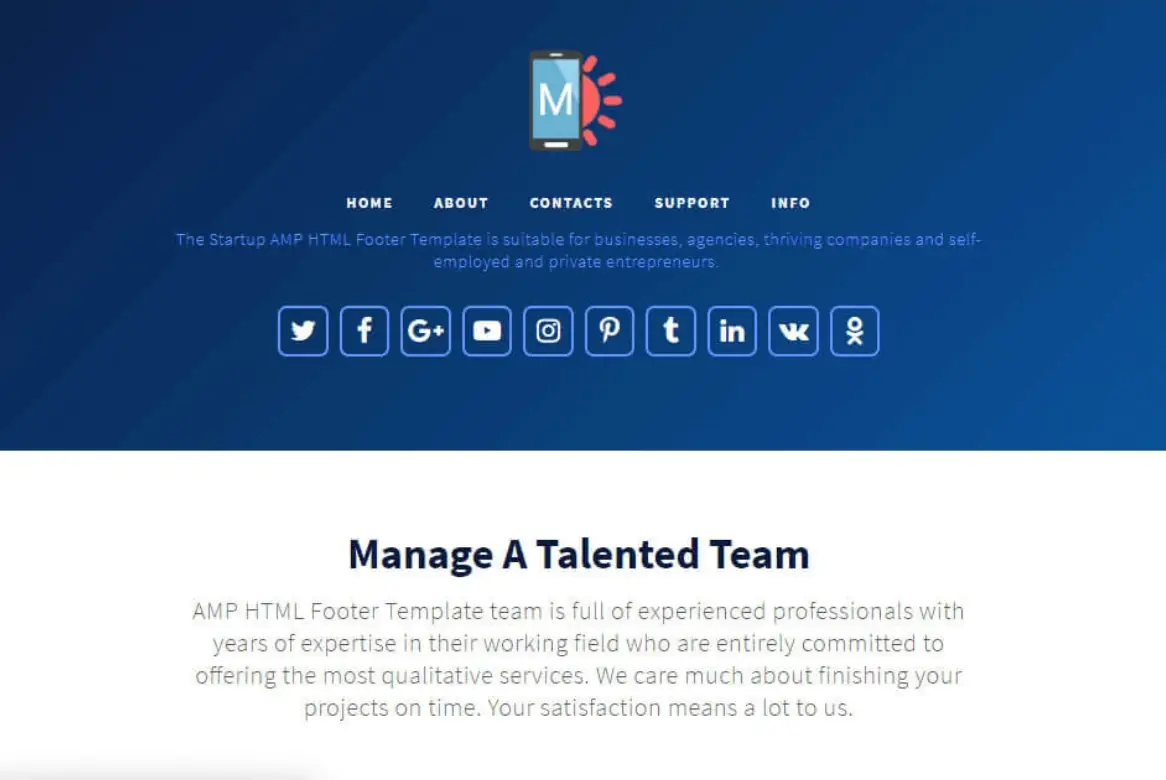 M
HOME ABOUT CONTACTS SUPPORT INFO
The Startup AMP HTML Footer Template is suitable for businesses, agencies, thriving companies and self-
employed and private entrepreneurs.
Manage A Talented Team
AMP HTML Footer Template team is full of experienced professionals with
years of expertise in their working field who are entirely committed to
offering the most qualitative services. We care much about finishing your
projects on time. Your satisfaction means a lot to us.